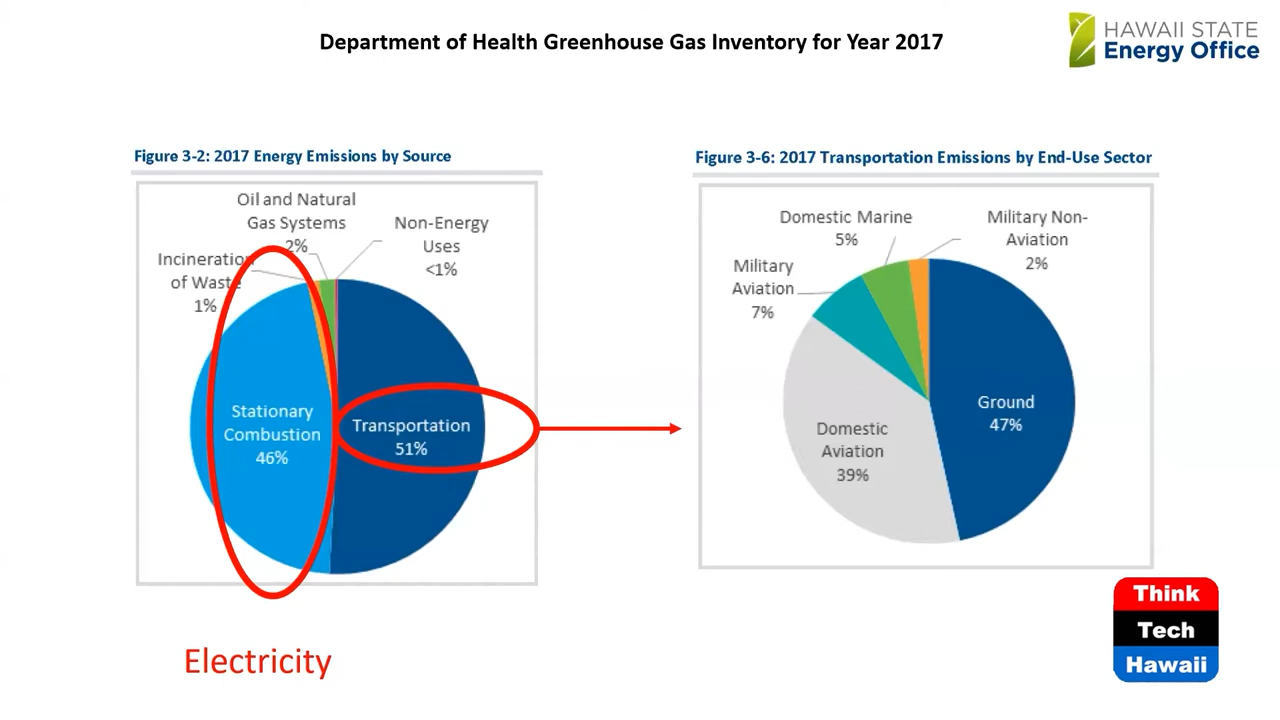 Department of Health Greenhouse Gas Inventory for Year 2017
HAWAII STATE
Energy Office
Figure 3-2: 2017 Energy Emissions by Source
Oil and Natural
Gas Systems
2%
Non-Energy
Uses
<1%
Incineration
of Waste
1%
Stationary
Combustion
46%
Transportation
51%
Figure 3-6: 2017 Transportation Emissions by End-Use Sector
Domestic Marine
5%
Military Non-
Aviation
2%
Military
Aviation
7%
Ground
47%
Domestic
Aviation
39%
Electricity
Think
Tech
Hawaii